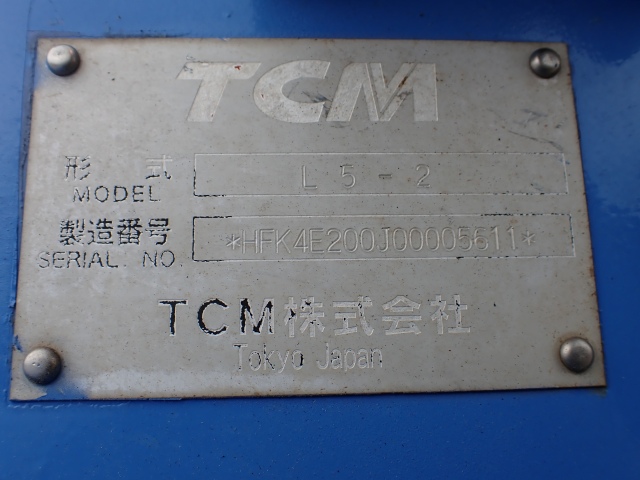 TCM
形式 L5-2
MODEL
製造番号 *HFK4E200J00005611*
SERIAL NO.
TCM株式会社
Tokyo Japan